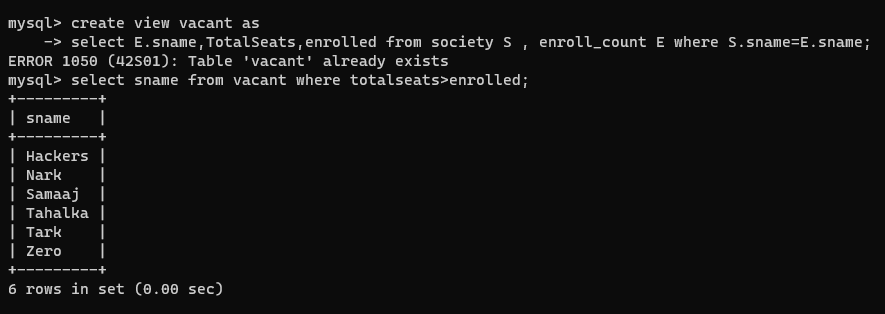 mysql> create view vacant as
    -> select E.sname,TotalSeats,enrolled from society S , enroll_count E where S.sname=E.sname;
ERROR 1050 (42S01): Table 'vacant' already exists
mysql> select sname from vacant where totalseats>enrolled;
+---------+
| sname   |
+---------+
| Hackers |
| Nark    |
| Samaaj  |
| Tahalka |
| Tark    |
| Zero    |
+---------+
6 rows in set (0.00 sec)